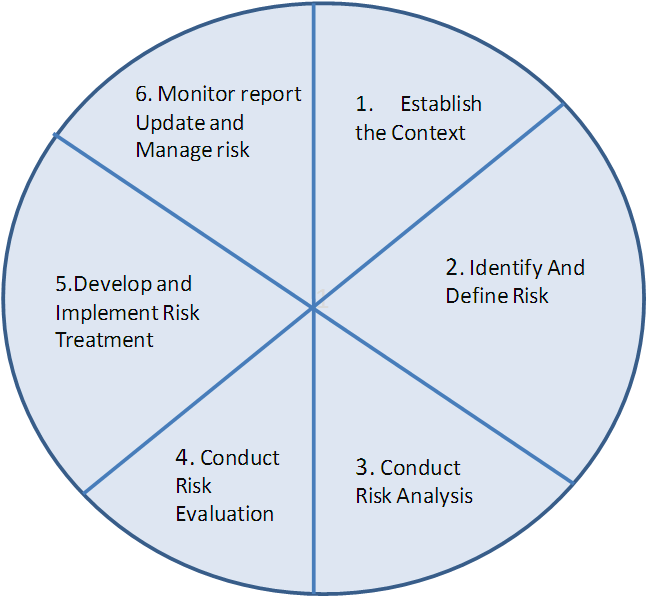 1. Establish
the Context
2. Identify And
Define Risk
3. Conduct
Risk Analysis
4. Conduct
Risk
Evaluation
5.Develop and
Implement Risk
Treatment
6. Monitor report
Update and
Manage risk